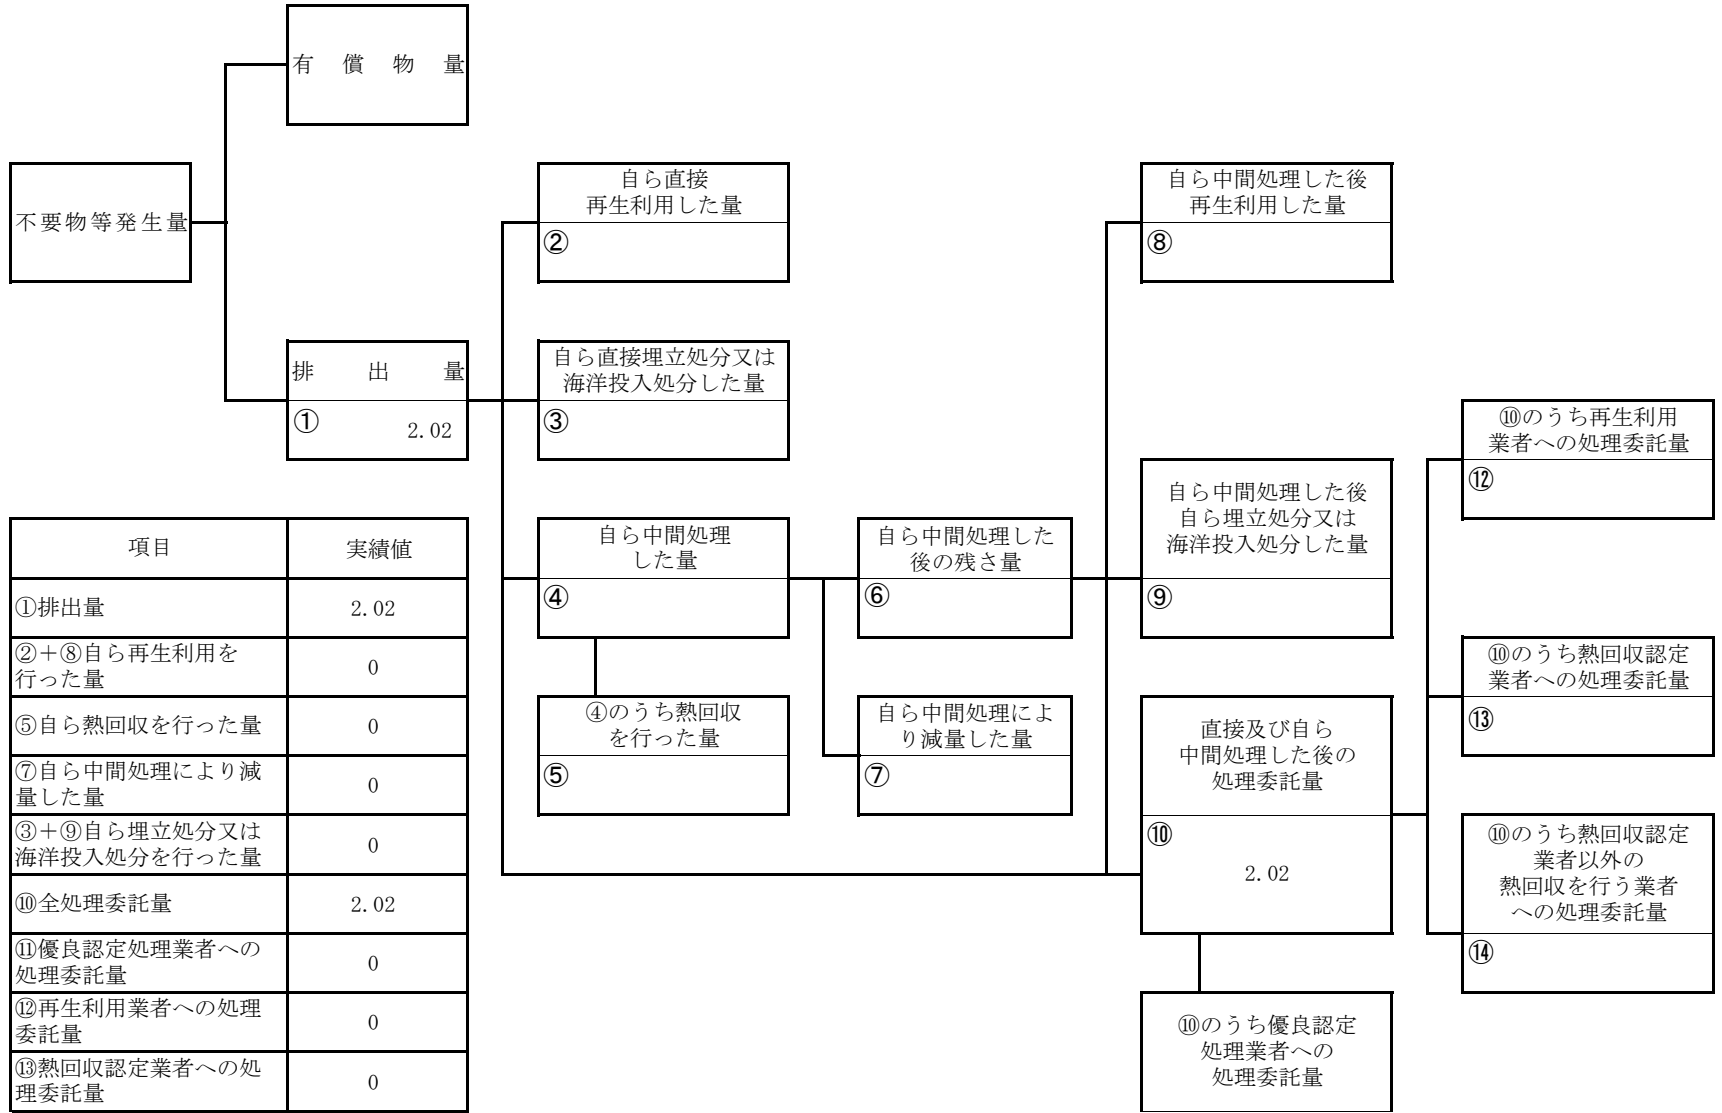 有償物量
不要物等発生量
自ら直接
再生利用した量
②
自ら中間処理した後
再生利用した量
⑧
排出量
①
2.02
自ら直接埋立処分又は
海洋投入処分した量
③
⑩のうち再生利用
業者への処理委託量
⑫
自ら中間処理
した量
④
自ら中間処理した
後の残さ量
⑥
自ら中間処理した後
自ら埋立処分又は
海洋投入処分した量
⑨
⑩のうち熱回収認定
業者への処理委託量
⑬
④のうち熱回収
を行った量
⑤
自ら中間処理によ
り減量した量
⑦
直接及び自ら
中間処理した後の
処理委託量
⑩
2.02
⑩のうち熱回収認定
業者以外の
熱回収を行う業者
への処理委託量
⑭
⑩のうち優良認定
処理業者への
処理委託量
項目
実績値
①排出量
2.02
②＋⑧自ら再生利用を
行った量
0
⑤自ら熱回収を行った量
0
⑦自ら中間処理により減
量した量
0
③＋⑨自ら埋立処分又は
海洋投入処分を行った量
0
⑩全処理委託量
2.02
⑪優良認定処理業者への
処理委託量
0
⑫再生利用業者への処理
委託量
0
⑬熱回収認定業者への処
理委託量
0